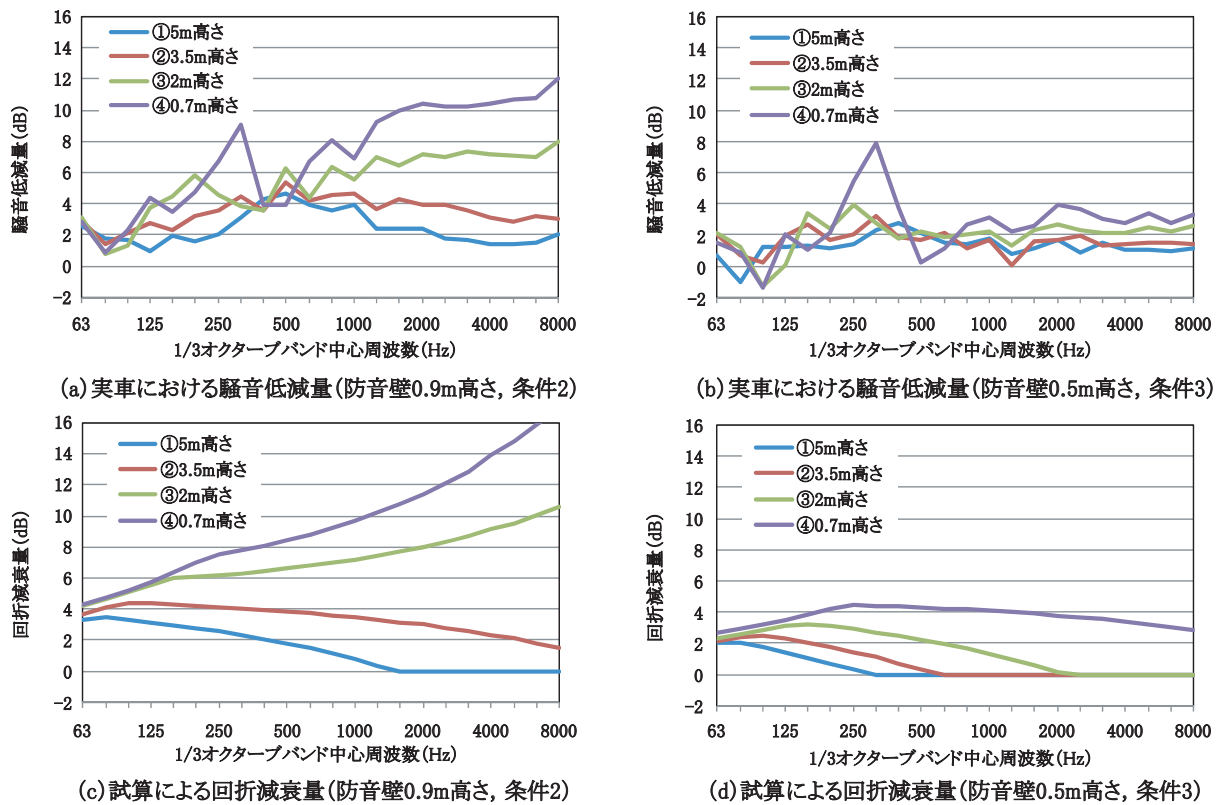 16
14
12
10
8
6
4
2
0
-2
騒音低減量(dB)
①5m高さ
②3.5m高さ
③2m高さ
④0.7m高さ
63 125 250 500 1000 2000 4000 8000
1/3オクターブバンド中心周波数(Hz)
(a)実車における騒音低減量(防音壁0.9m高さ, 条件2)
16
14
12
10
8
6
4
2
0
-2
騒音低減量(dB)
①5m高さ
②3.5m高さ
③2m高さ
④0.7m高さ
63 125 250 500 1000 2000 4000 8000
1/3オクターブバンド中心周波数(Hz)
(b)実車における騒音低減量(防音壁0.5m高さ, 条件3)
16
14
12
10
8
6
4
2
0
-2
回折減衰量(dB)
①5m高さ
②3.5m高さ
③2m高さ
④0.7m高さ
63 125 250 500 1000 2000 4000 8000
1/3オクターブバンド中心周波数(Hz)
(c)試算による回折減衰量(防音壁0.9m高さ, 条件2)
16
14
12
10
8
6
4
2
0
-2
回折減衰量(dB)
①5m高さ
②3.5m高さ
③2m高さ
④0.7m高さ
63 125 250 500 1000 2000 4000 8000
1/3オクターブバンド中心周波数(Hz)
(d)試算による回折減衰量(防音壁0.5m高さ, 条件3)